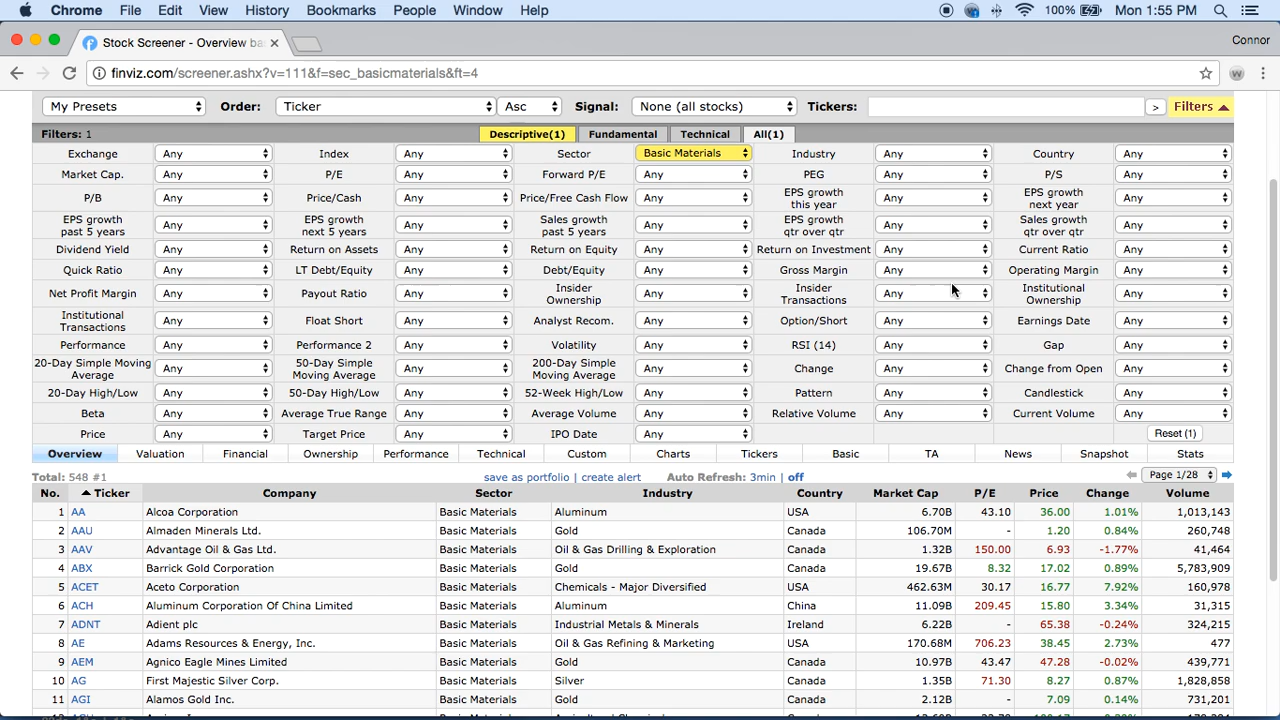 Chrome File Edit View History Bookmarks People Window Help 100% Mon 1:55 PM
Stock Screener - Overview ba × Connor
finviz.com/screener.ashx?v=111&f=sec_basicmaterials&ft=4 W
My Presets Order: Ticker Asc Signal: None (all stocks) Tickers: > Filters
Filters: 1 Descriptive(1) Fundamental Technical All(1)
Exchange Any Index Any Sector Basic Materials Industry Any Country Any
Market Cap. Any P/E Any Forward P/E Any PEG Any P/S Any
P/B Any Price/Cash Any Price/Free Cash Flow Any EPS growth this year Any EPS growth next year Any
EPS growth past 5 years Any EPS growth next 5 years Any Sales growth past 5 years Any EPS growth qtr over qtr Any Sales growth qtr over qtr Any
Dividend Yield Any Return on Assets Any Return on Equity Any Return on Investment Any Current Ratio Any
Quick Ratio Any LT Debt/Equity Any Debt/Equity Any Gross Margin Any Operating Margin Any
Net Profit Margin Any Payout Ratio Any Insider Ownership Any Insider Transactions Any Institutional Ownership Any
Institutional Transactions Any Float Short Any Analyst Recom. Any Option/Short Any Earnings Date Any
Performance Any Performance 2 Any Volatility Any RSI (14) Any Gap Any
20-Day Simple Moving Average Any 50-Day Simple Moving Average Any 200-Day Simple Moving Average Any Change Any Change from Open Any
20-Day High/Low Any 50-Day High/Low Any 52-Week High/Low Any Pattern Any Candlestick Any
Beta Any Average True Range Any Average Volume Any Relative Volume Any Current Volume Any
Price Any Target Price Any IPO Date Any Reset (1)
Overview Valuation Financial Ownership Performance Technical Custom Charts Tickers Basic TA News Snapshot Stats
Total: 548 #1 save as portfolio | create alert Auto Refresh: 3min | off Page 1/28
No. Ticker Company Sector Industry Country Market Cap P/E Price Change Volume
1 AA Alcoa Corporation Basic Materials Aluminum USA 6.70B 43.10 36.00 1.01% 1,013,143
2 AAU Almaden Minerals Ltd. Basic Materials Gold Canada 106.70M - 1.20 0.84% 260,748
3 AAV Advantage Oil & Gas Ltd. Basic Materials Oil & Gas Drilling & Exploration Canada 1.32B 150.00 6.93 -1.77% 41,464
4 ABX Barrick Gold Corporation Basic Materials Gold Canada 19.67B 8.32 17.02 0.89% 5,783,909
5 ACET Aceto Corporation Basic Materials Chemicals - Major Diversified USA 462.63M 30.17 16.77 7.92% 160,978
6 ACH Aluminum Corporation Of China Limited Basic Materials Aluminum China 11.09B 209.45 15.80 3.34% 31,315
7 ADNT Adient plc Basic Materials Industrial Metals & Minerals Ireland 6.22B - 65.38 -0.24% 324,215
8 AE Adams Resources & Energy, Inc. Basic Materials Oil & Gas Refining & Marketing USA 170.68M 706.23 38.45 2.73% 477
9 AEM Agnico Eagle Mines Limited Basic Materials Gold Canada 10.97B 43.47 47.28 -0.02% 439,771
10 AG First Majestic Silver Corp. Basic Materials Silver Canada 1.35B 71.30 8.27 0.87% 1,828,858
11 AGI Alamos Gold Inc. Basic Materials Gold Canada 2.12B - 7.09 0.14% 731,201